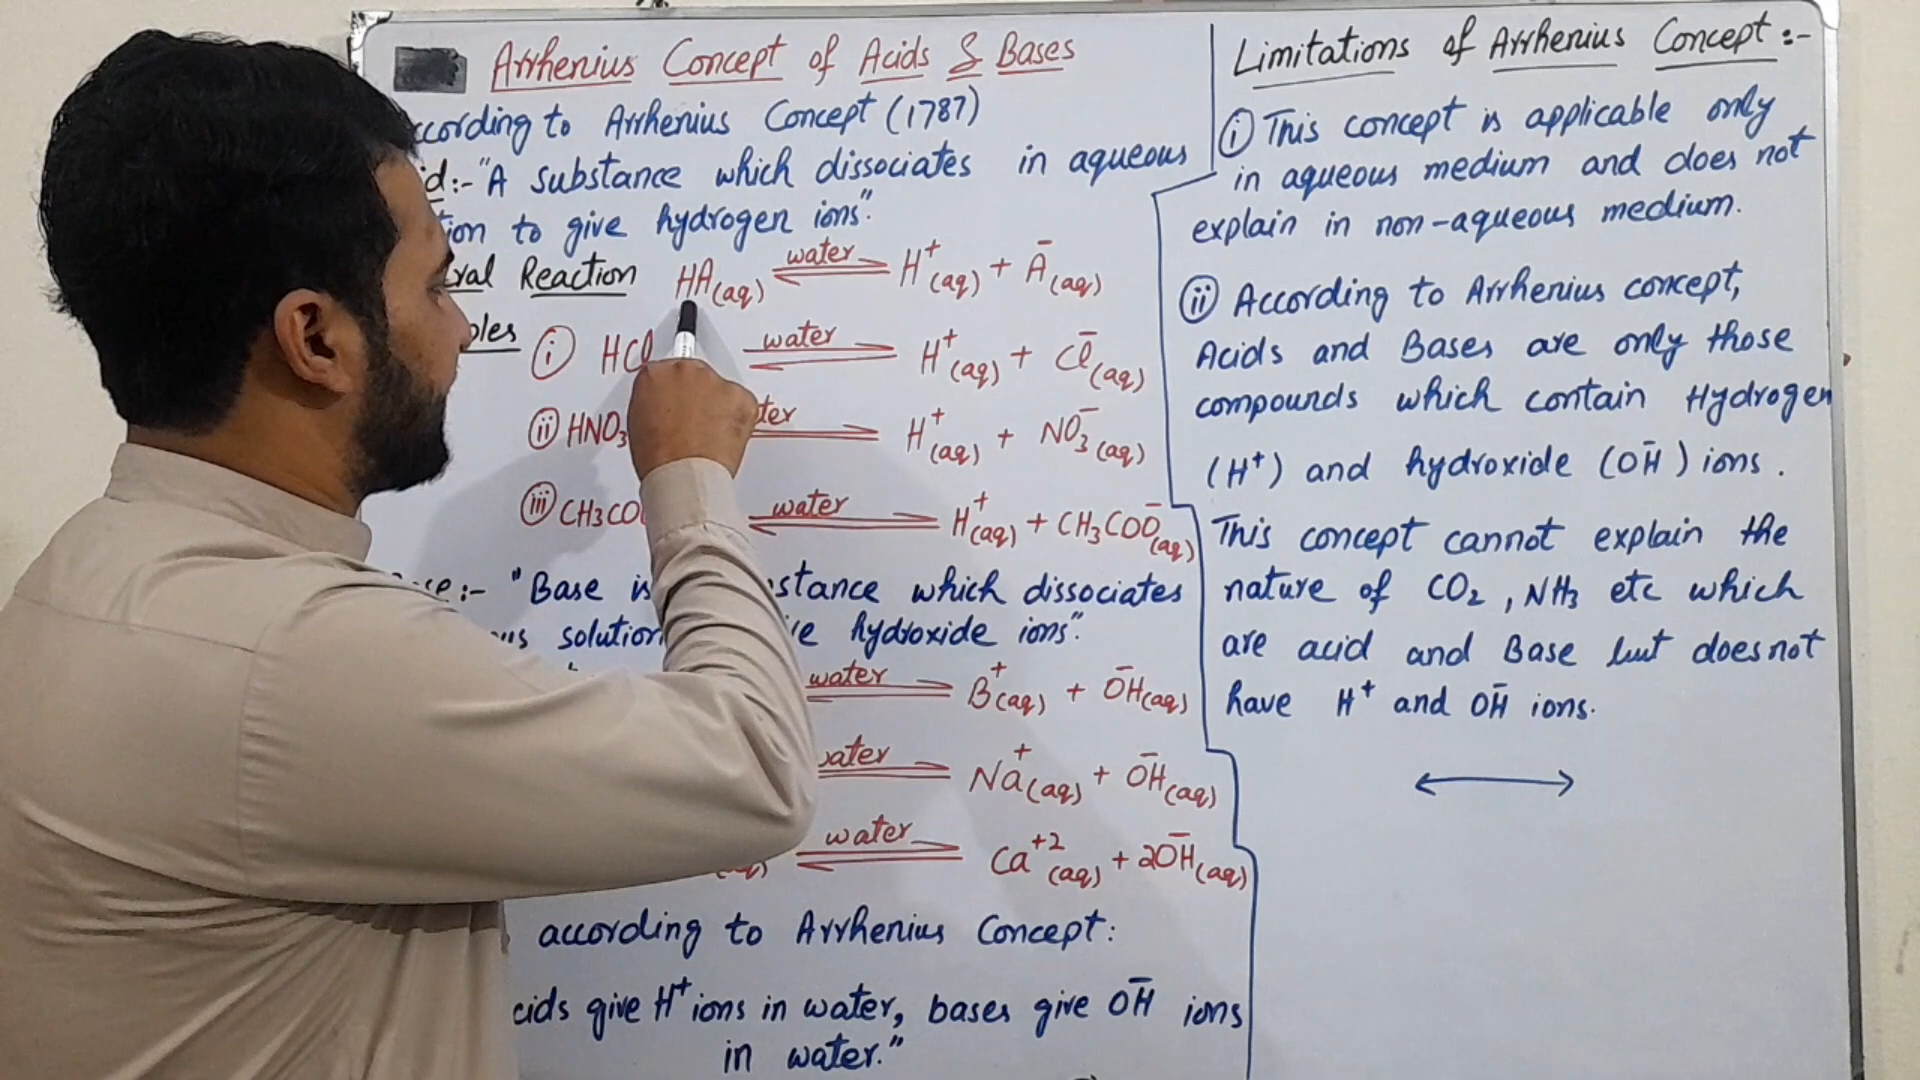 Arrhenius Concept of Acids & Bases
ccording to Arrhenius Concept (1787)
d:- "A substance which dissociates in aqueous
ion to give hydrogen ions".
ral Reaction HA(aq) ⇌ water H⁺(aq) + A⁻(aq)
ples (i) HCl ⇌ water H⁺(aq) + Cl⁻(aq)
(ii) HNO₃ ter H⁺(aq) + NO₃⁻(aq)
(iii) CH3CO ⇌ water H⁺(aq) + CH₃COO⁻(aq)
se:- "Base is stance which dissociates
us solution e hydroxide ions".
water B⁺(aq) + OH⁻(aq)
water Na⁺(aq) + OH⁻(aq)
(aq) ⇌ water Ca⁺²(aq) + 2OH⁻(aq)
according to Arrhenius Concept:
cids give H⁺ ions in water, bases give OH⁻ ions
in water."
Limitations of Arrhenius Concept :-
(i) This concept is applicable only
in aqueous medium and does not
explain in non-aqueous medium.
(ii) According to Arrhenius concept,
Acids and Bases are only those
compounds which contain Hydrogen
(H⁺) and hydroxide (OH⁻) ions.
This concept cannot explain the
nature of CO₂, NH₃ etc which
are acid and Base but does not
have H⁺ and OH⁻ ions.